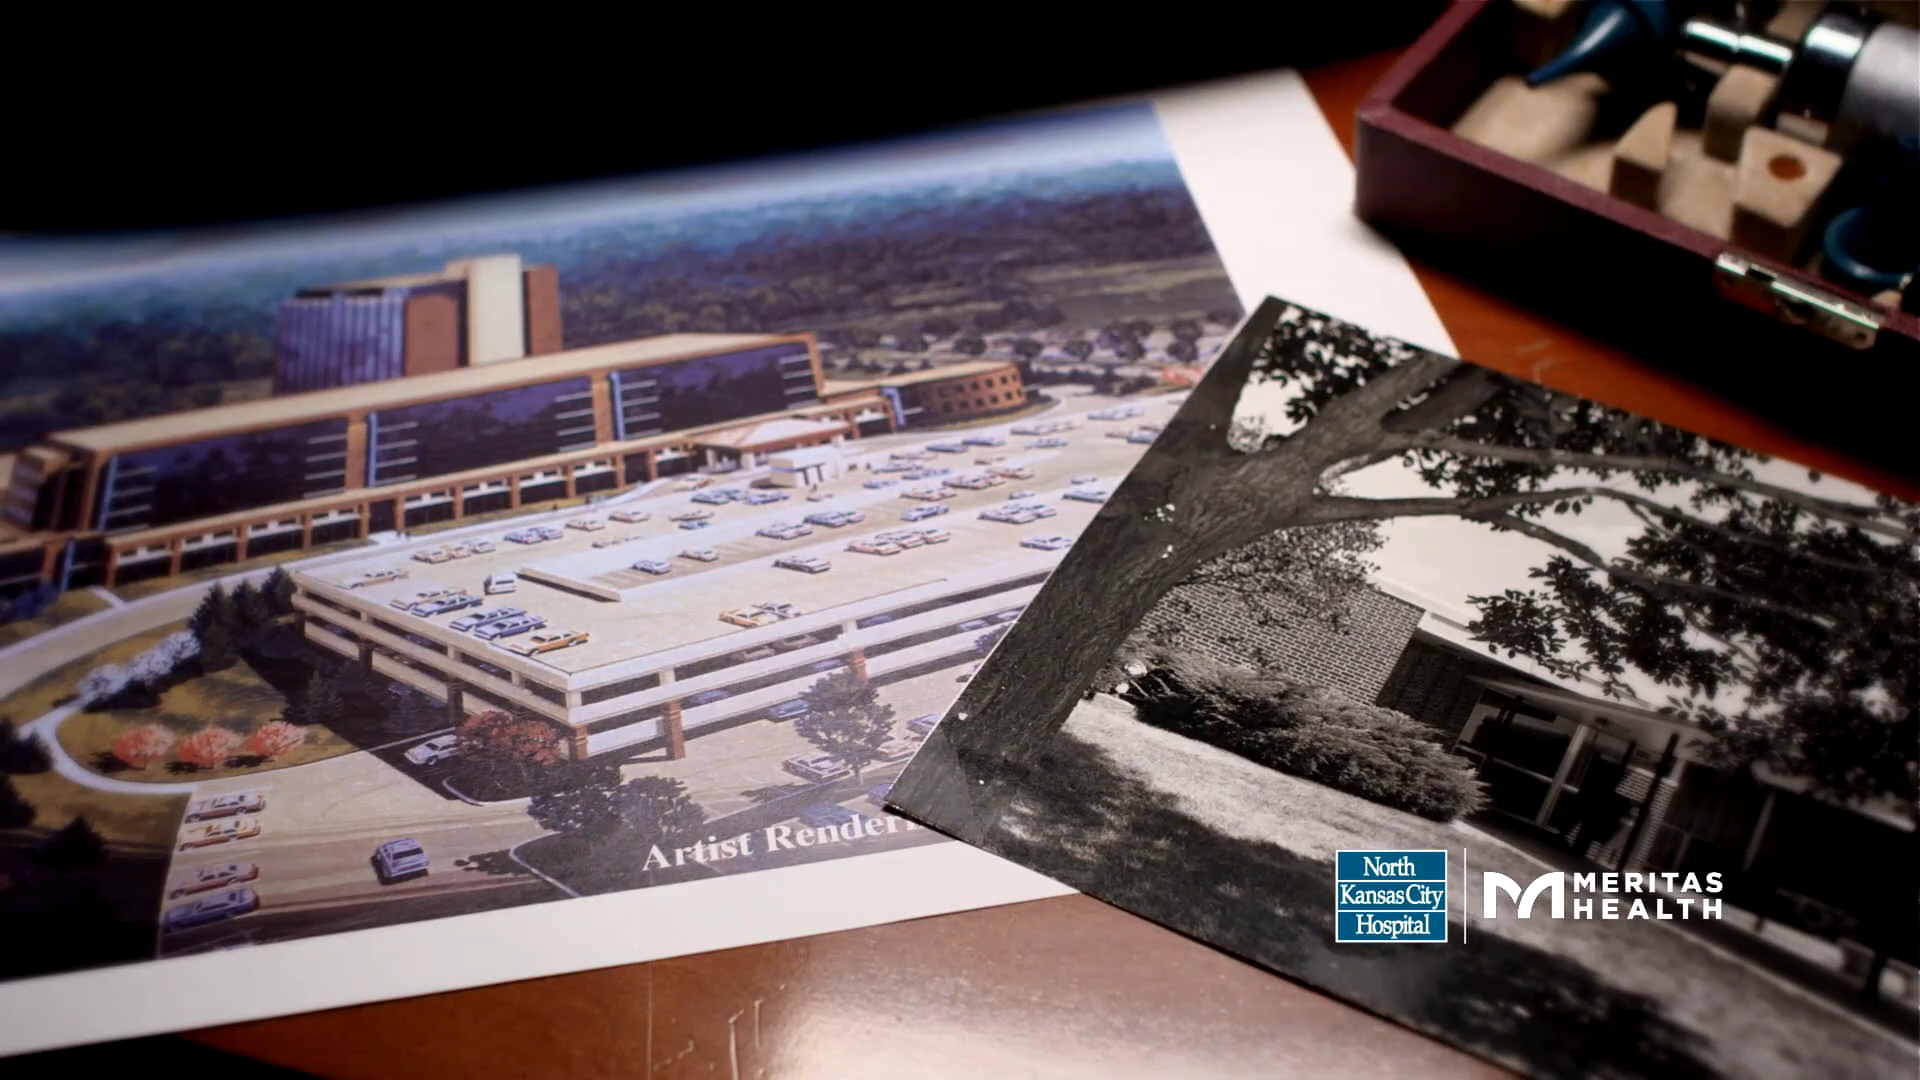 Artist Render
North
Kansas City
Hospital
MERITAS
HEALTH